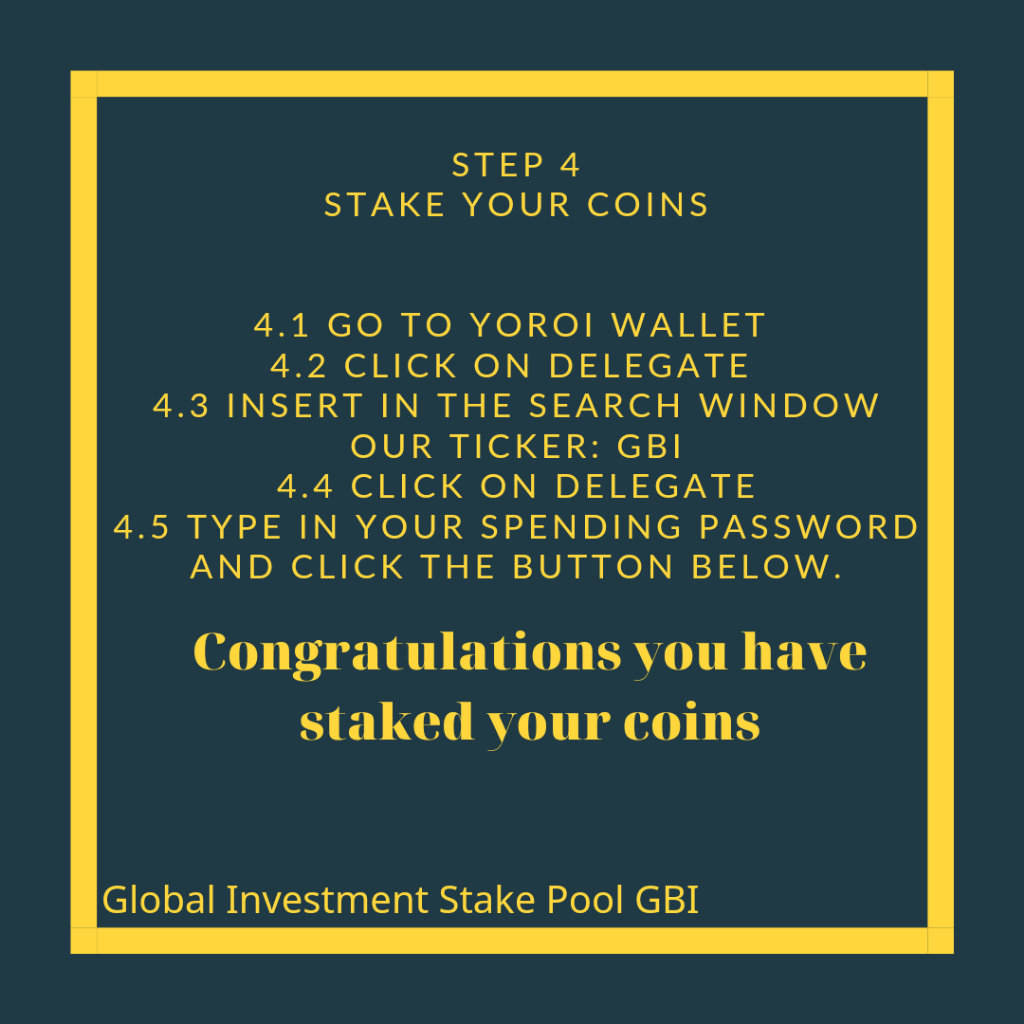 STEP 4
STAKE YOUR COINS
4.1 GO TO YOROI WALLET
4.2 CLICK ON DELEGATE
4.3 INSERT IN THE SEARCH WINDOW
OUR TICKER: GBI
4.4 CLICK ON DELEGATE
4.5 TYPE IN YOUR SPENDING PASSWORD
AND CLICK THE BUTTON BELOW.
Congratulations you have
staked your coins
Global Investment Stake Pool GBI